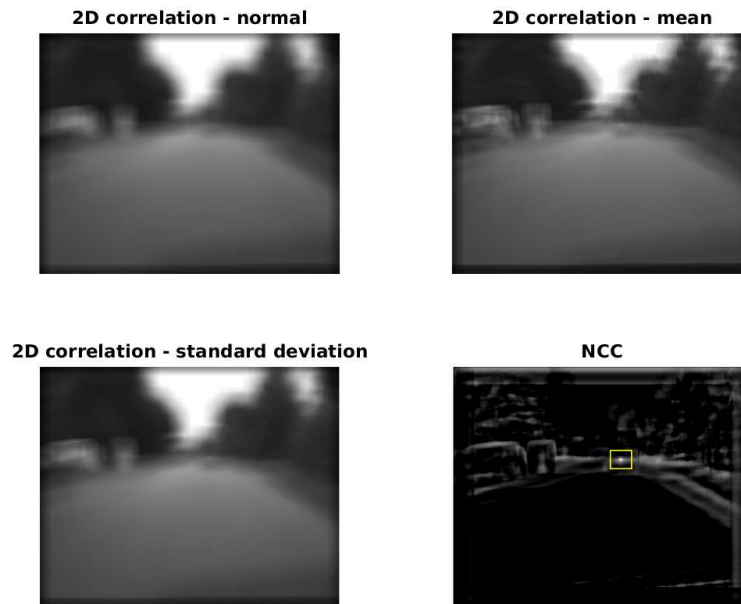 2D correlation - normal
2D correlation - mean
2D correlation - standard deviation
NCC